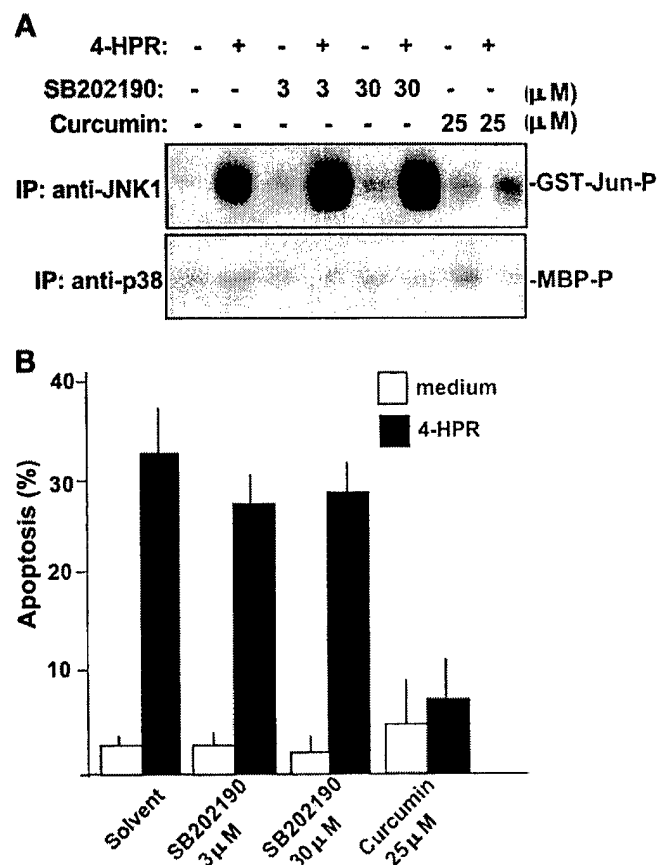 A
4-HPR: - + - + - + - +
SB202190: - - 3 3 30 30 - - (μM)
Curcumin: - - - - - - 25 25 (μM)
IP: anti-JNK1 -GST-Jun-P
IP: anti-p38 -MBP-P
B
40
30
20
10
Apoptosis (%)
medium
4-HPR
Solvent
SB202190
3μM
SB202190
30μM
Curcumin
25μM